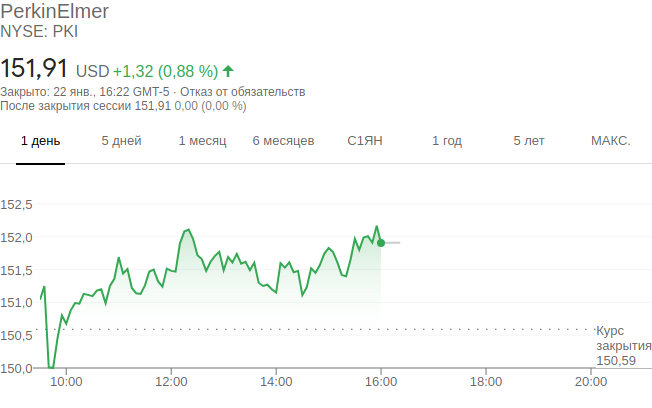 PerkinElmer
NYSE: PKI
151,91 USD +1,32 (0,88 %)
Закрыто: 22 янв., 16:22 GMT-5 · Отказ от обязательств
После закрытия сессии 151,91 0,00 (0,00 %)
1 день 5 дней 1 месяц 6 месяцев С1ЯН 1 год 5 лет МАКС.
152,5
152,0
151,5
151,0
150,5
150,0
Курс
закрытия
150,59
10:00 12:00 14:00 16:00 18:00 20:00